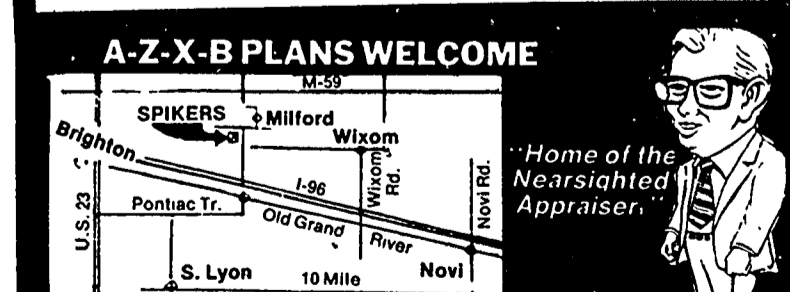 A-Z-X-B PLANS WELCOME
M-59
SPIKERS
Milford
Brighton
Wixom
"Home of the
Nearsighted
Appraiser."
I-96
Wixom Rd.
Novi Rd.
U.S. 23
Pontiac Tr.
Old Grand River
S. Lyon
10 Mile
Novi